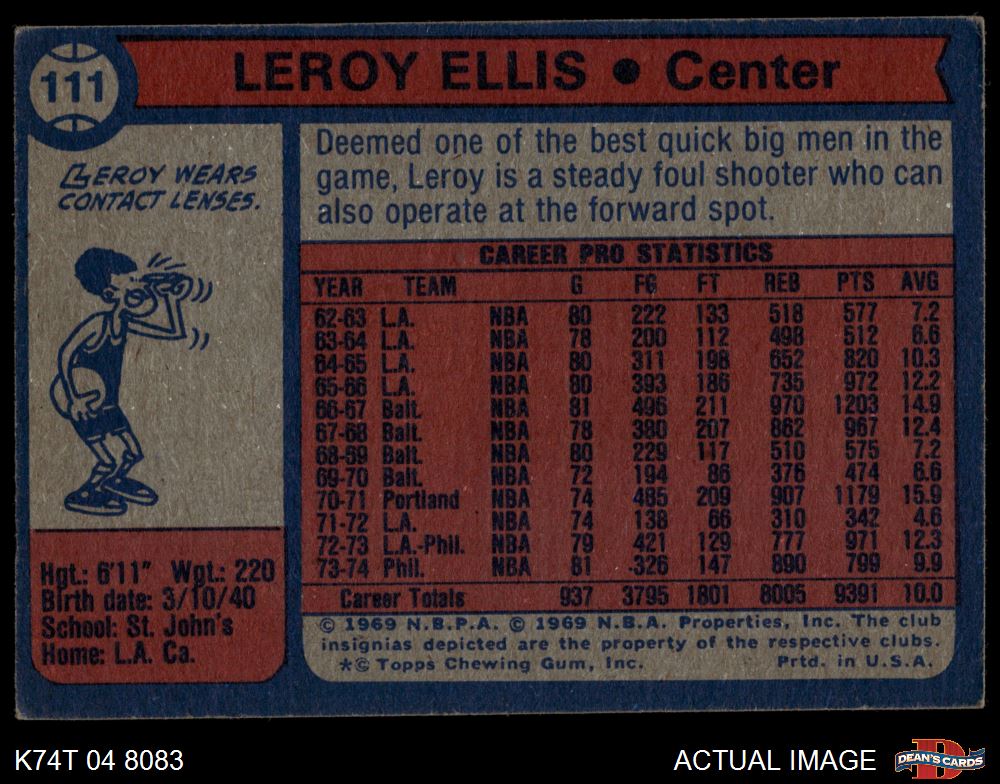 111
LEROY ELLIS • Center
LEROY WEARS
CONTACT LENSES.
Hgt.: 6'11" Wgt.: 220
Birth date: 3/10/40
School: St. John's
Home: L.A. Ca.
Deemed one of the best quick big men in the
game, Leroy is a steady foul shooter who can
also operate at the forward spot.
CAREER PRO STATISTICS
YEAR TEAM G FG FT REB PTS AVG
62-63 L.A. NBA 80 222 133 518 577 7.2
63-64 L.A. NBA 78 200 112 498 512 6.6
64-65 L.A. NBA 80 311 198 652 820 10.3
65-66 L.A. NBA 80 393 186 735 972 12.2
66-67 Balt. NBA 81 496 211 970 1203 14.9
67-68 Balt. NBA 78 380 207 862 967 12.4
68-69 Balt. NBA 80 229 117 510 575 7.2
69-70 Balt. NBA 72 194 86 376 474 6.6
70-71 Portland NBA 74 485 209 907 1179 15.9
71-72 L.A. NBA 74 138 66 310 342 4.6
72-73 L.A.-Phil. NBA 79 421 129 777 971 12.3
73-74 Phil. NBA 81 326 147 890 799 9.9
Career Totals 937 3795 1801 8005 9391 10.0
© 1969 N.B.P.A. © 1969 N.B.A. Properties, Inc. The club
insignias depicted are the property of the respective clubs.
*© Topps Chewing Gum, Inc. Prtd. in U.S.A.
K74T 04 8083
ACTUAL IMAGE
D
DEAN'S CARDS